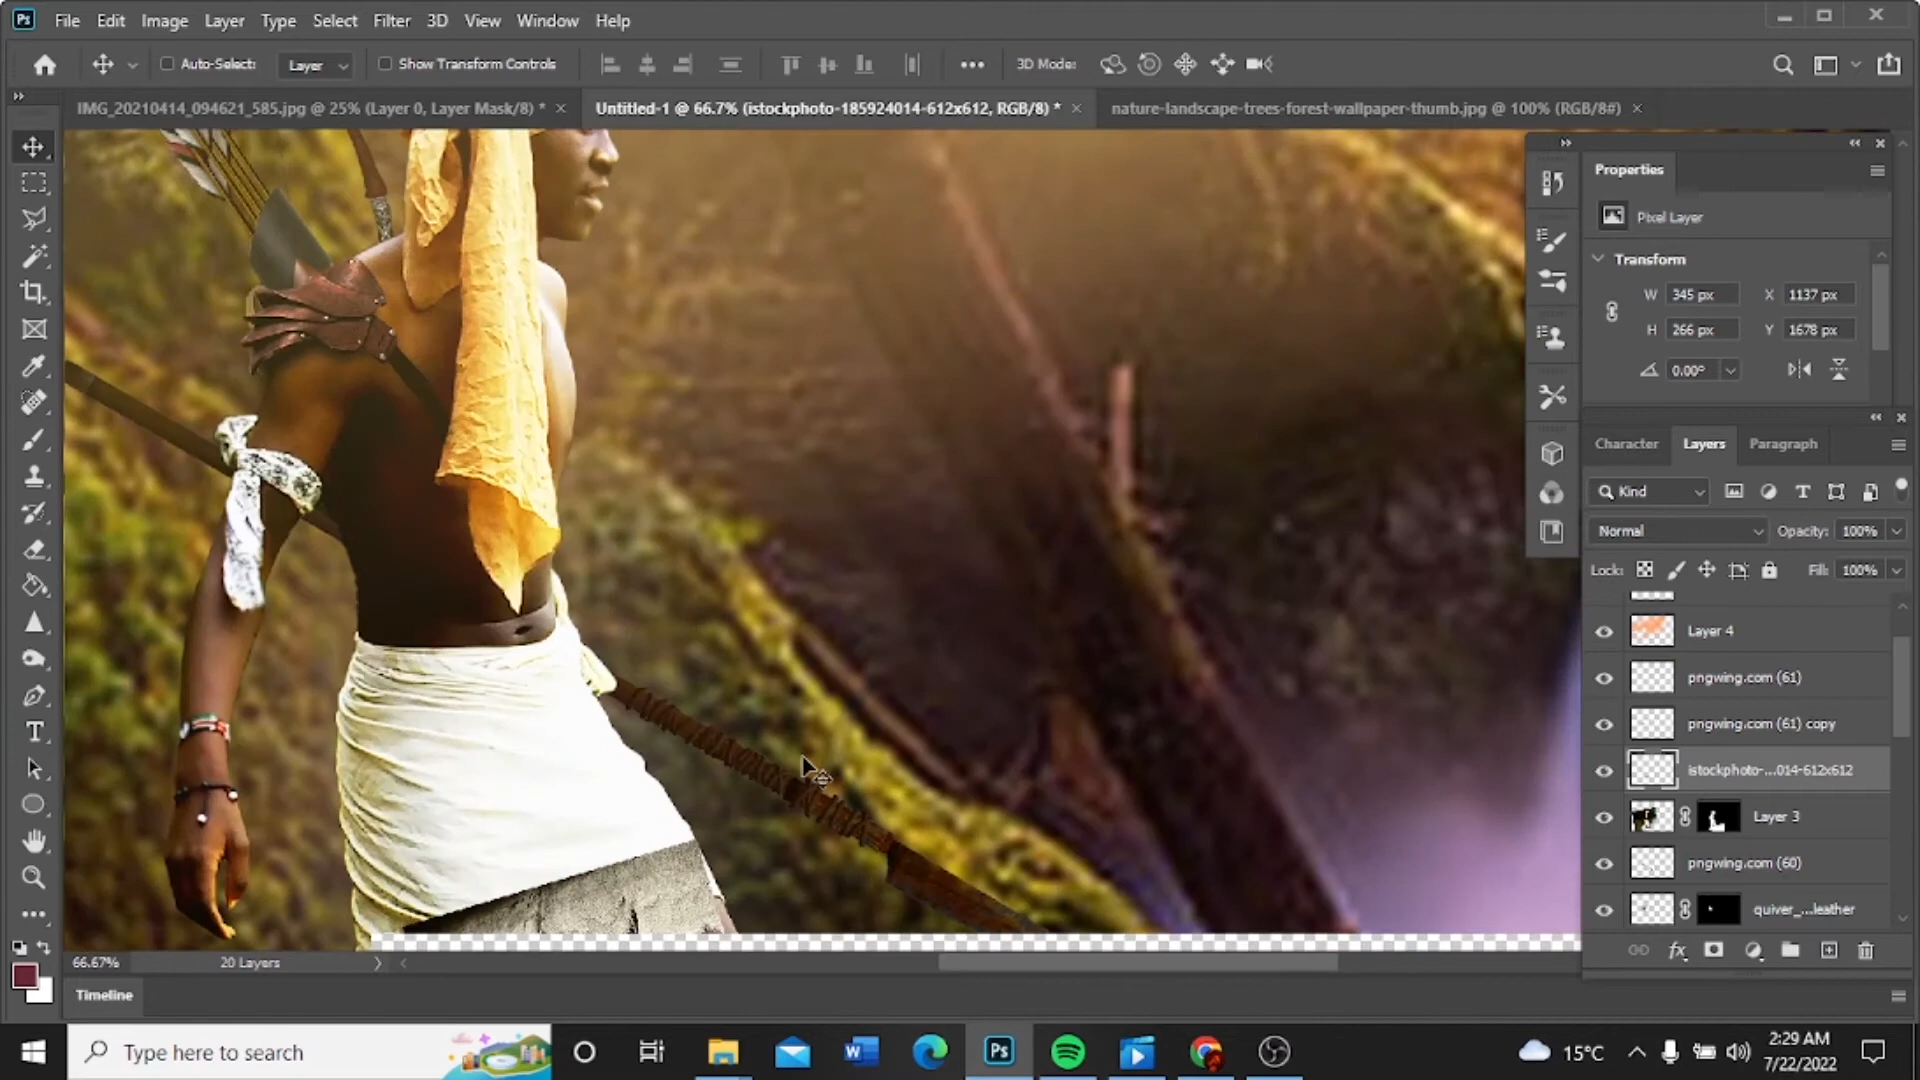 Ps File Edit Image Layer Type Select Filter 3D View Window Help
Auto-Select: Layer Show Transform Controls 3D Mode:
IMG_20210414_094621_585.jpg @ 25% (Layer 0, Layer Mask/8) * Untitled-1 @ 66.7% (istockphoto-185924014-612x612, RGB/8) * nature-landscape-trees-forest-wallpaper-thumb.jpg @ 100% (RGB/8#)
Properties
Pixel Layer
Transform
W 345 px X 1137 px
H 266 px Y 1678 px
0.00°
Character Layers Paragraph
Kind
Normal Opacity: 100%
Lock: Fill: 100%
Layer 4
pngwing.com (61)
pngwing.com (61) copy
istockphoto-...014-612x612
Layer 3
pngwing.com (60)
quiver_...leather
66.67% 20 Layers
Timeline
Type here to search
15°C
2:29 AM
7/22/2022